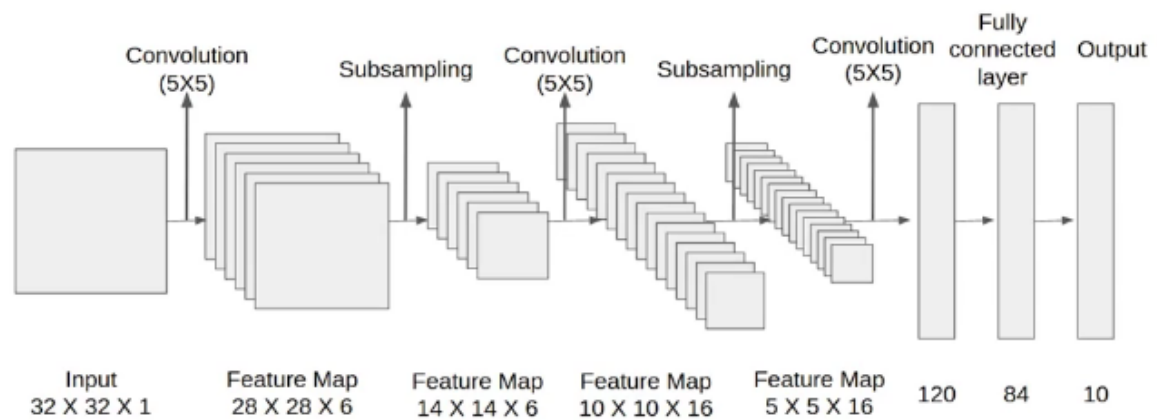 Convolution
(5X5)
Subsampling
Convolution
(5X5)
Subsampling
Convolution
(5X5)
Fully
connected
layer
Output
Input
32 X 32 X 1
Feature Map
28 X 28 X 6
Feature Map
14 X 14 X 6
Feature Map
10 X 10 X 16
Feature Map
5 X 5 X 16
120
84
10